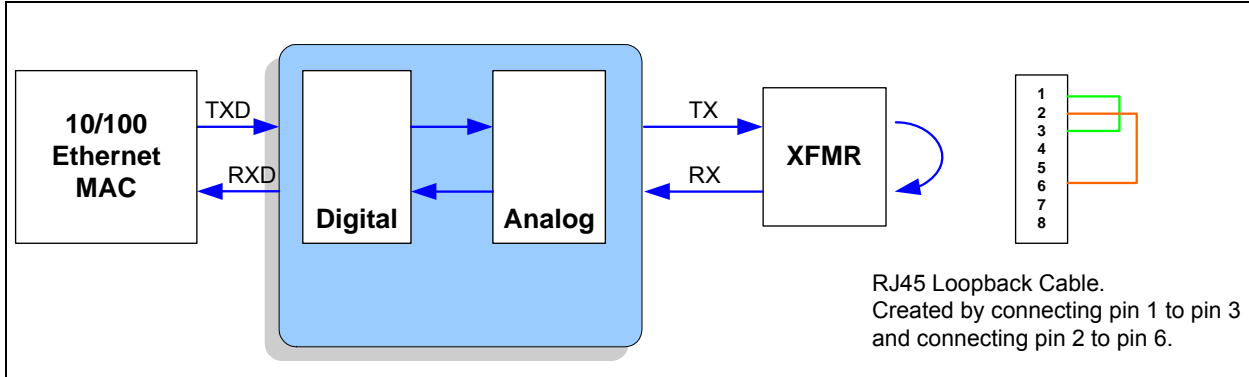 10/100
Ethernet
MAC
TXD
RXD
Digital
Analog
TX
RX
XFMR
1
2
3
4
5
6
7
8
RJ45 Loopback Cable.
Created by connecting pin 1 to pin 3
and connecting pin 2 to pin 6.